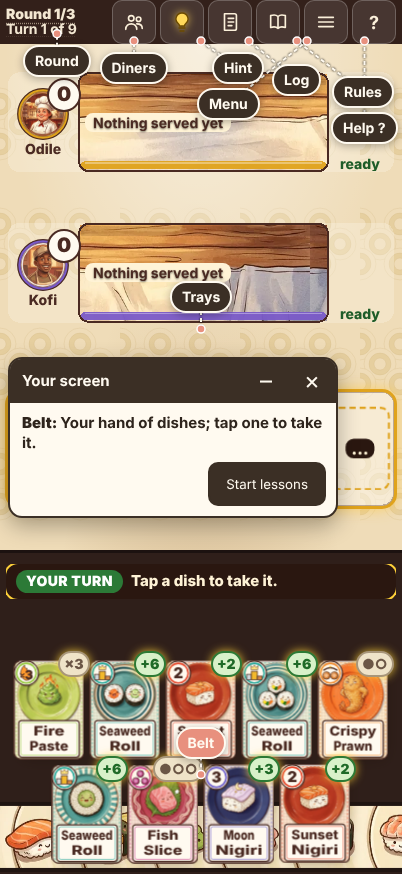 Round 1/3
Turn 1 of 9
?
Round
Diners
Hint
Log
Menu
Rules
Help ?
0
Nothing served yet
Odile
ready
0
Nothing served yet
Kofi
Trays
ready
Your screen
Belt: Your hand of dishes; tap one to take it.
...
Start lessons
YOUR TURN
Tap a dish to take it.
3
×3
+6
2
+2
+6
Fire Paste
Seaweed Roll
Seaweed Roll
Crispy Prawn
Belt
+6
3
+3
2
+2
Seaweed Roll
Fish Slice
Moon Nigiri
Sunset Nigiri